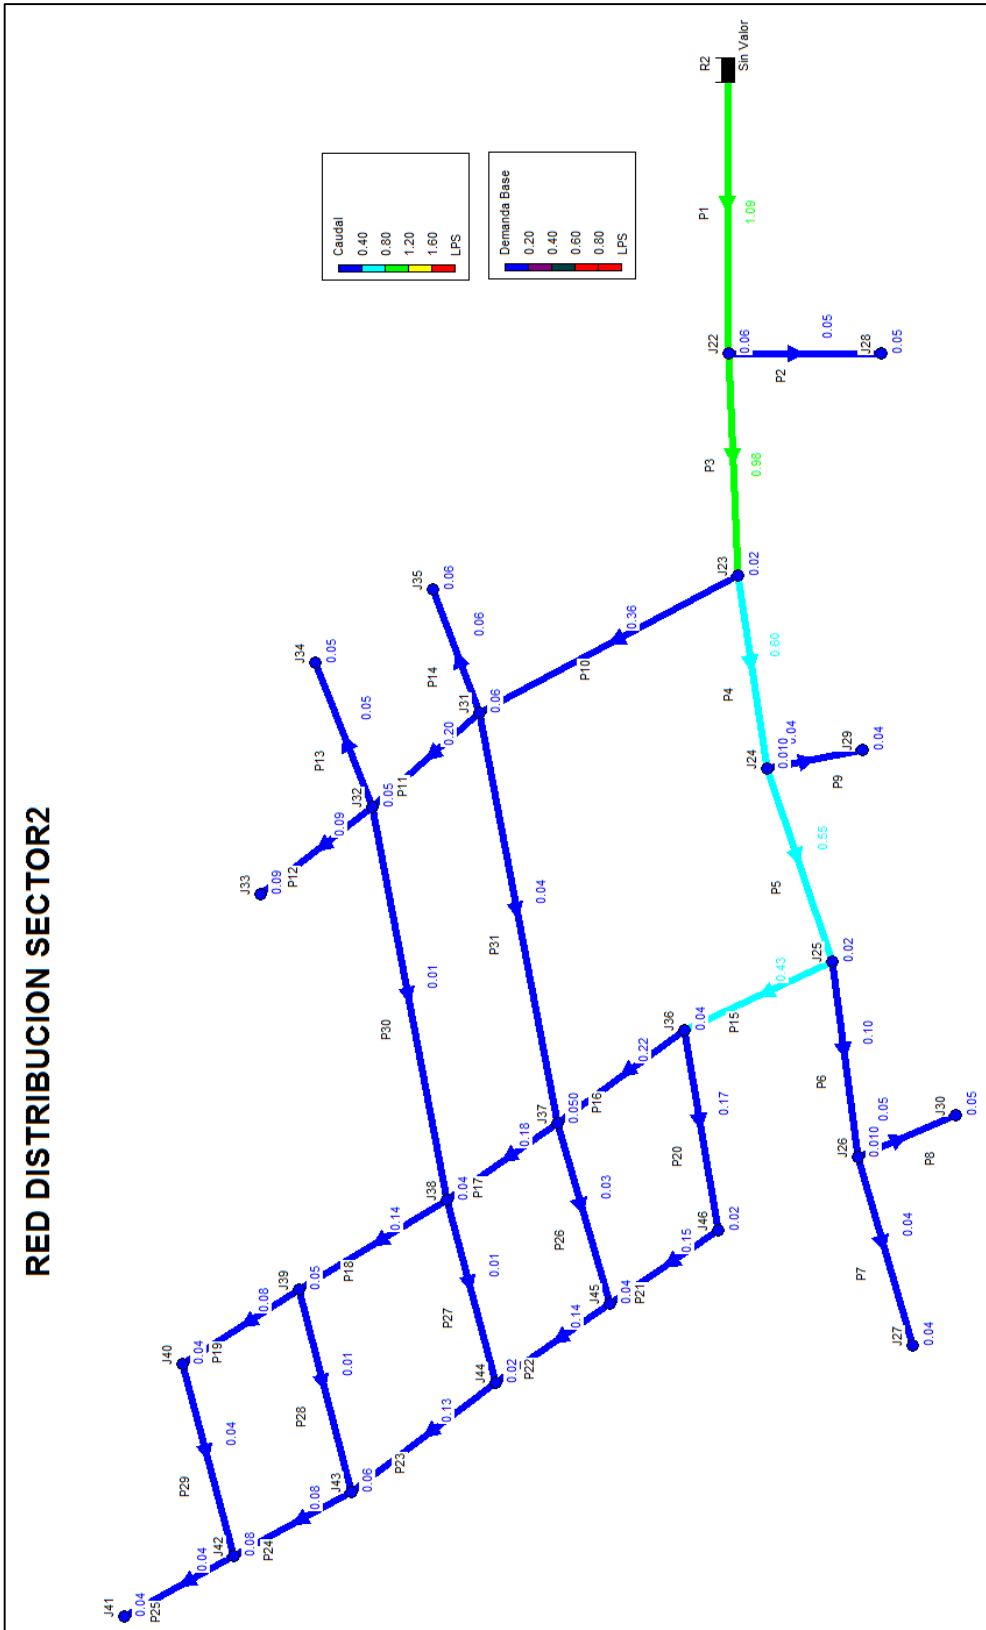 RED DISTRIBUCION SECTOR2
Caudal
0.40
0.80
1.20
1.60
LPS
Demanda Base
0.20
0.40
0.60
0.80
LPS
R2
Sin Valor
P1
1.09
J22
0.06
P2
0.05
J28
0.05
P3
0.98
J23
0.02
P10
0.36
P4
0.60
J24
0.010
0.04
P9
J29
0.04
P5
0.55
J25
0.02
P15
0.43
P6
0.10
J26
0.010
0.05
P8
J30
0.05
P7
0.04
J27
0.04
J35
0.06
P14
0.06
J31
0.06
P11
0.20
J34
0.05
P13
0.05
J32
0.05
P12
0.09
J33
0.09
P30
0.01
P31
0.04
J36
0.04
P16
0.22
P20
0.17
J46
0.02
P21
0.15
J37
0.050
P17
0.18
P26
0.03
J45
0.04
P22
0.14
J38
0.04
P18
0.14
P27
0.01
J44
0.02
P23
0.13
J39
0.05
P19
0.08
P28
0.01
J43
0.06
P24
0.08
J40
0.04
P29
0.04
J42
0.08
P25
0.04
J41
0.04